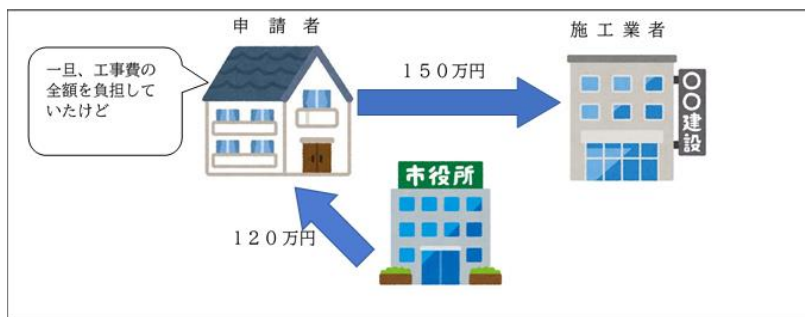 申請者
施工業者
一旦、工事費の
全額を負担して
いたけど
１５０万円
〇〇建設
市役所
１２０万円